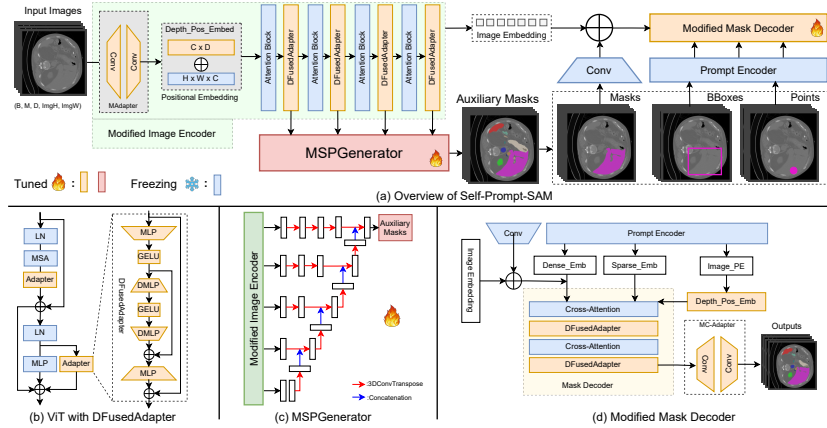 Input Images
(B, M, D, ImgH, ImgW)
Conv
Conv
MAdapter
Depth_Pos_Embed
C x D
H x W x C
Positional Embedding
Modified Image Encoder
Attention Block
DFusedAdapter
Attention Block
DFusedAdapter
Attention Block
DFusedAdapter
Attention Block
DFusedAdapter
Image Embedding
Modified Mask Decoder
Conv
Prompt Encoder
MSPGenerator
Auxiliary Masks
Masks
BBoxes
Points
Tuned : Freezing :
(a) Overview of Self-Prompt-SAM
LN
MSA
Adapter
LN
MLP
Adapter
DFusedAdapter
MLP
GELU
DMLP
GELU
DMLP
MLP
(b) ViT with DFusedAdapter
Modified Image Encoder
Auxiliary
Masks
:3DConvTranspose
:Concatenation
(c) MSPGenerator
Conv
Prompt Encoder
Image Embedding
Dense_Emb
Sparse_Emb
Image_PE
Depth_Pos_Emb
Cross-Attention
DFusedAdapter
Cross-Attention
DFusedAdapter
Mask Decoder
MC-Adapter
Conv
Conv
Outputs
(d) Modified Mask Decoder